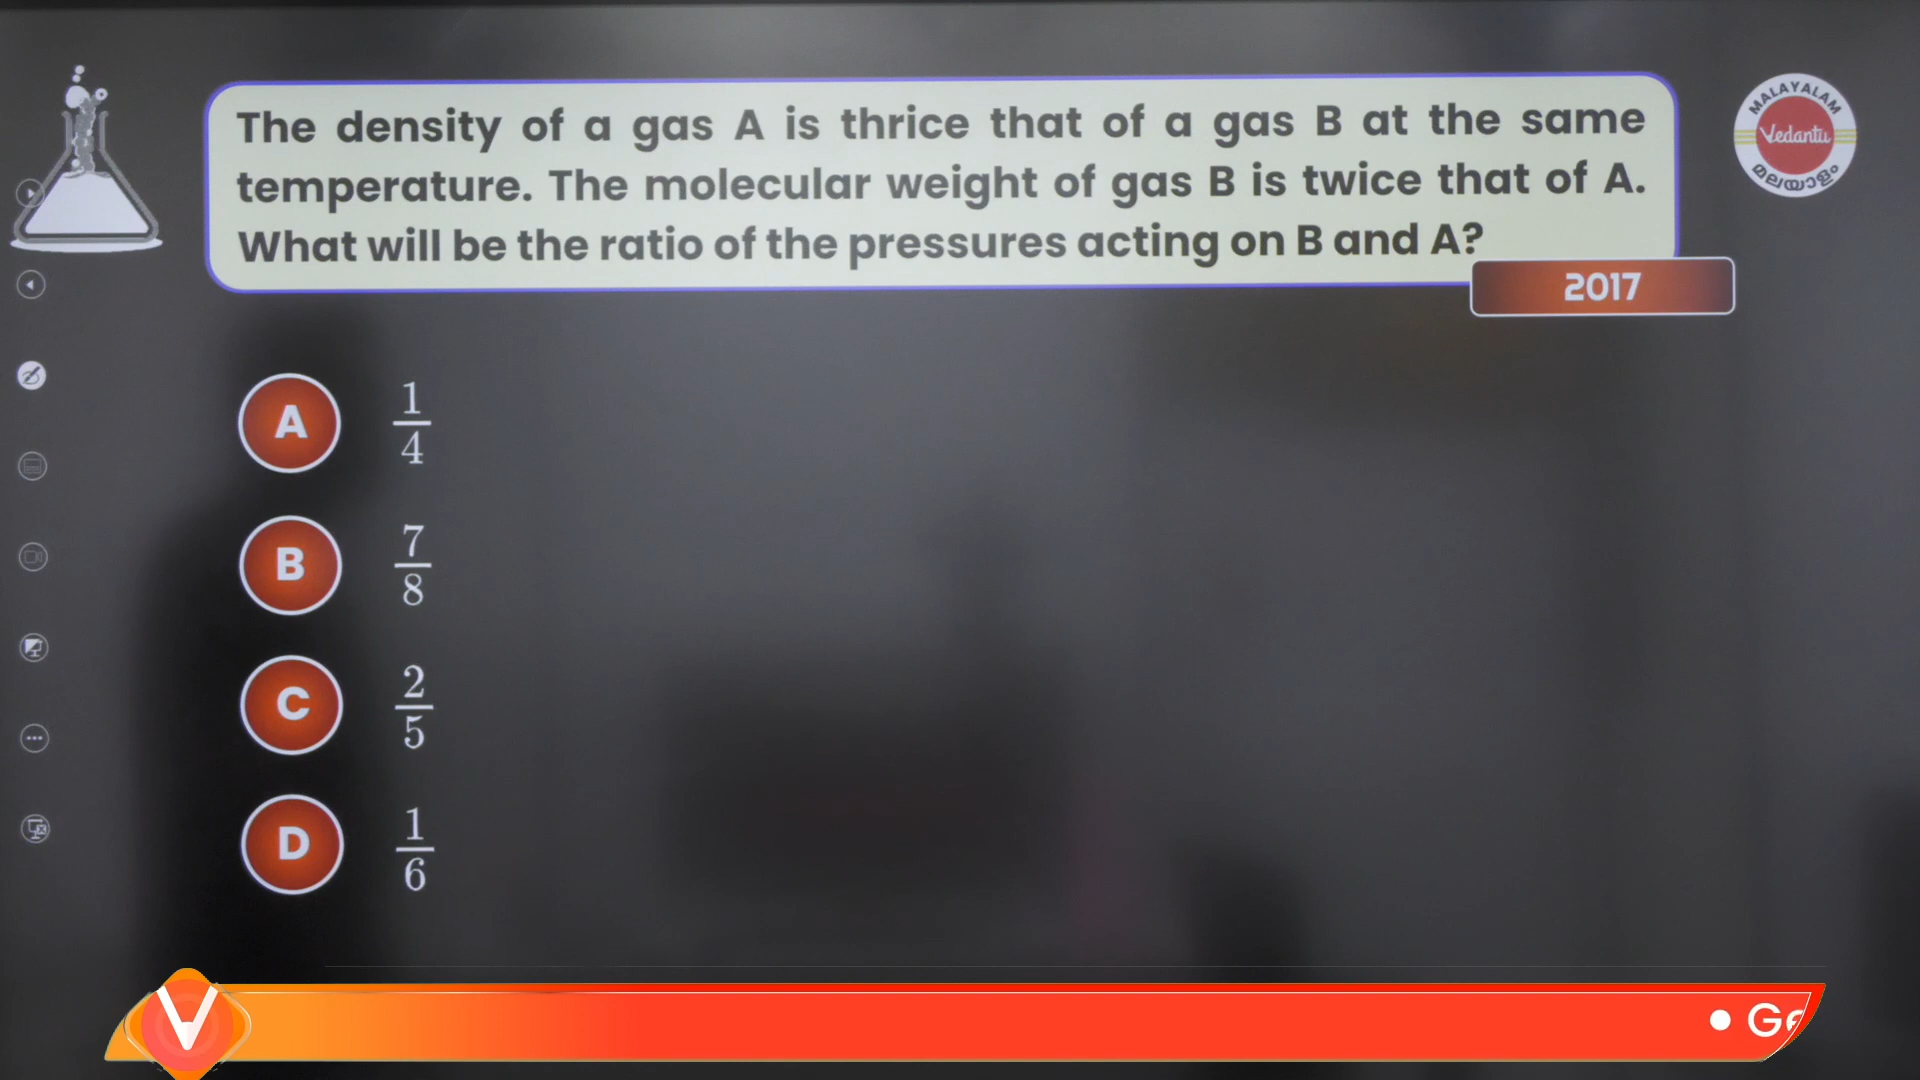 The density of a gas A is thrice that of a gas B at the same
temperature. The molecular weight of gas B is twice that of A.
What will be the ratio of the pressures acting on B and A?
2017
MALAYALAM
Vedantu
മലയാളം
A 1/4
B 7/8
C 2/5
D 1/6
V